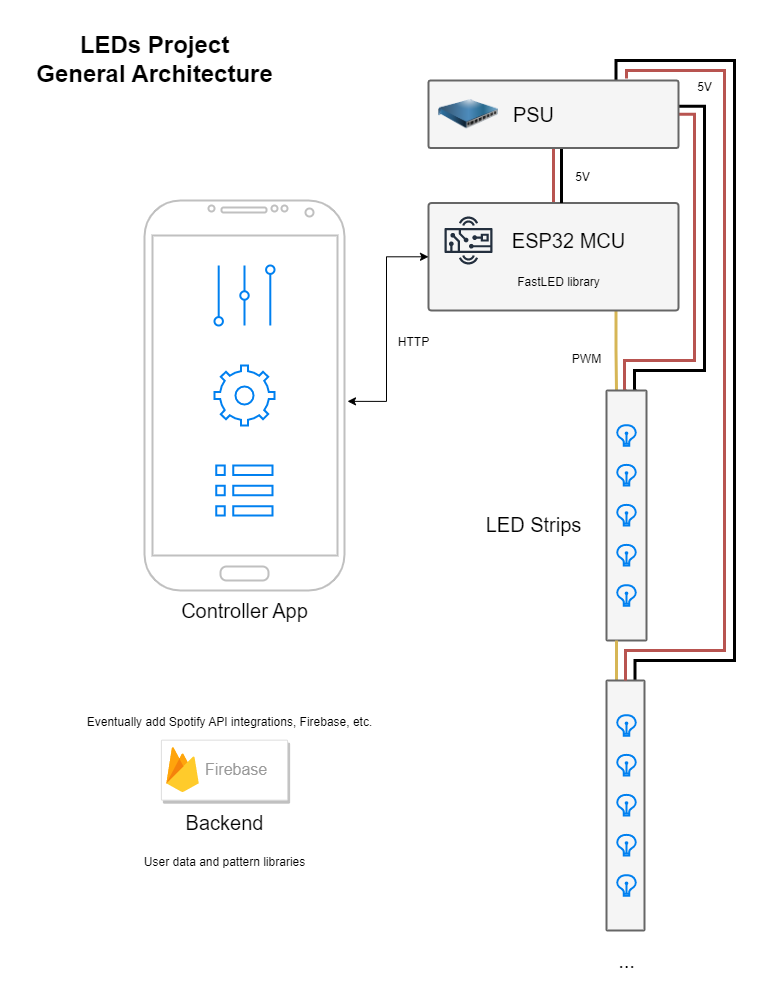 LEDs Project
General Architecture
5V
PSU
5V
ESP32 MCU
FastLED library
HTTP
PWM
LED Strips
Controller App
Eventually add Spotify API integrations, Firebase, etc.
Firebase
Backend
User data and pattern libraries
...